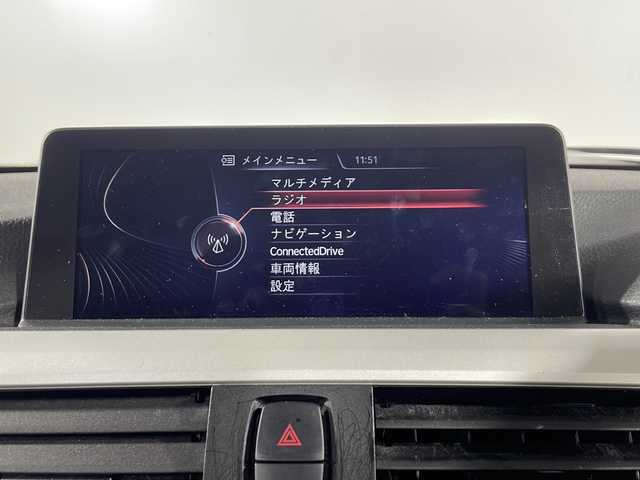 メインメニュー 11:51
マルチメディア
ラジオ
電話
ナビゲーション
ConnectedDrive
車両情報
設定